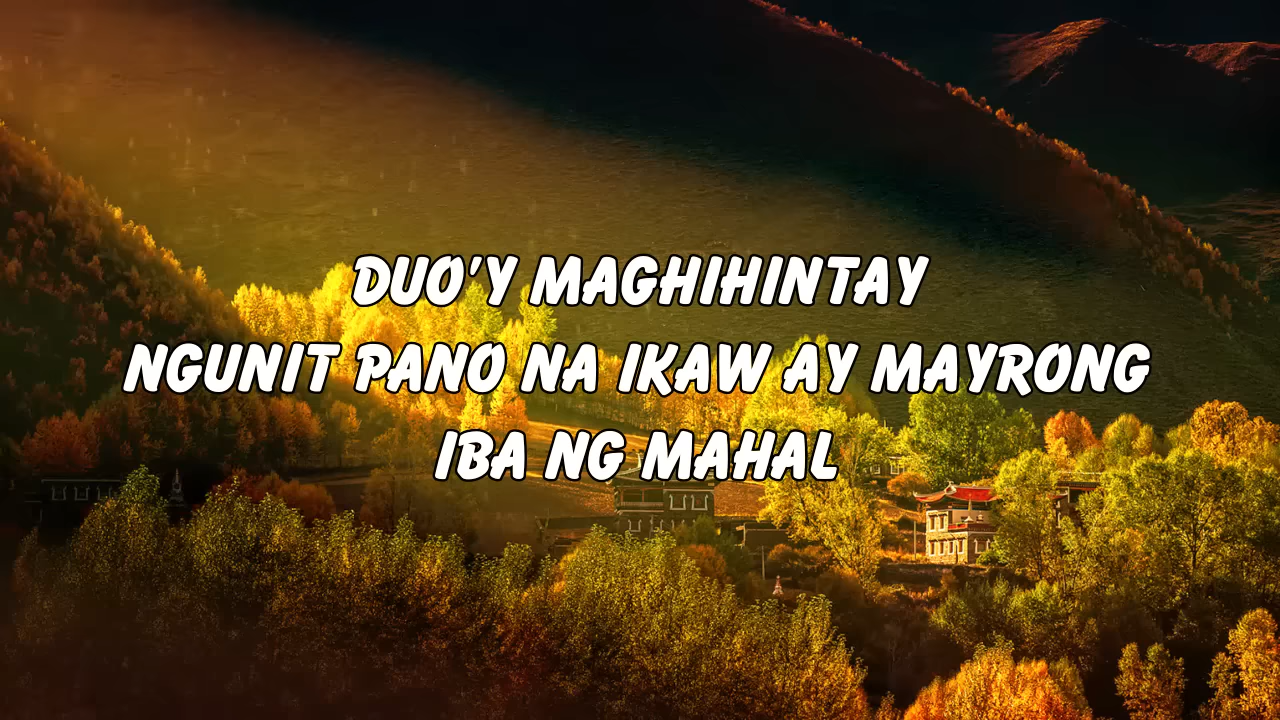 DUO'Y MAGHIHINTAY
NGUNIT PANO NA IKAW AY MAYRONG
IBA NG MAHAL